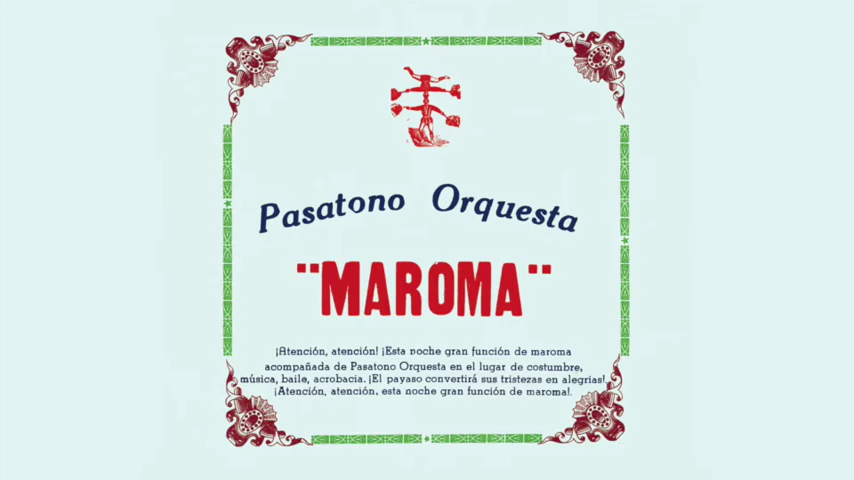 Pasatono Orquesta
"MAROMA"
¡Atención, atención! ¡Esta noche gran función de maroma
acompañada de Pasatono Orquesta en el lugar de costumbre,
música, baile, acrobacia. ¡El payaso convertirá sus tristezas en alegrías!
¡Atención, atención, esta noche gran función de maroma!.